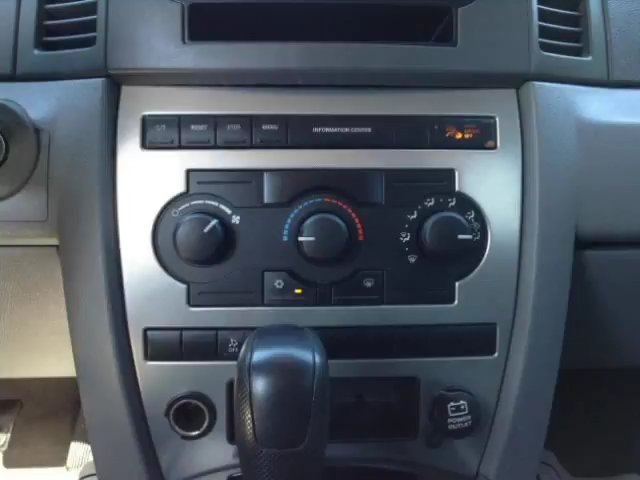 C/T RESET STEP MENU INFORMATION CENTER
OFF
POWER
OUTLET